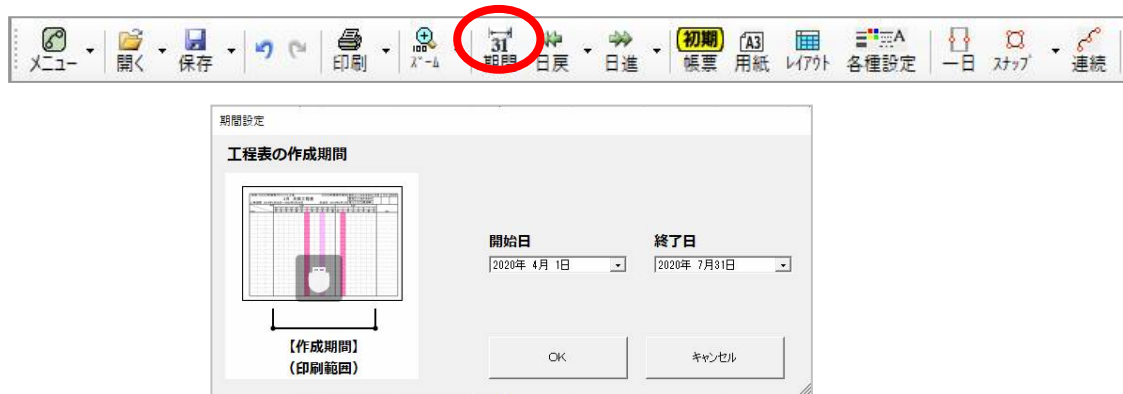 メニュー 開く 保存 印刷 100 ズーム 31 期間 日戻 日進 初期 帳票 A3 用紙 レイアウト A 各種設定 一日 スナップ 連続
期間設定
工程表の作成期間
開始日 終了日
2020年 4月 1日 2020年 7月31日
【作成期間】
(印刷範囲)
OK キャンセル